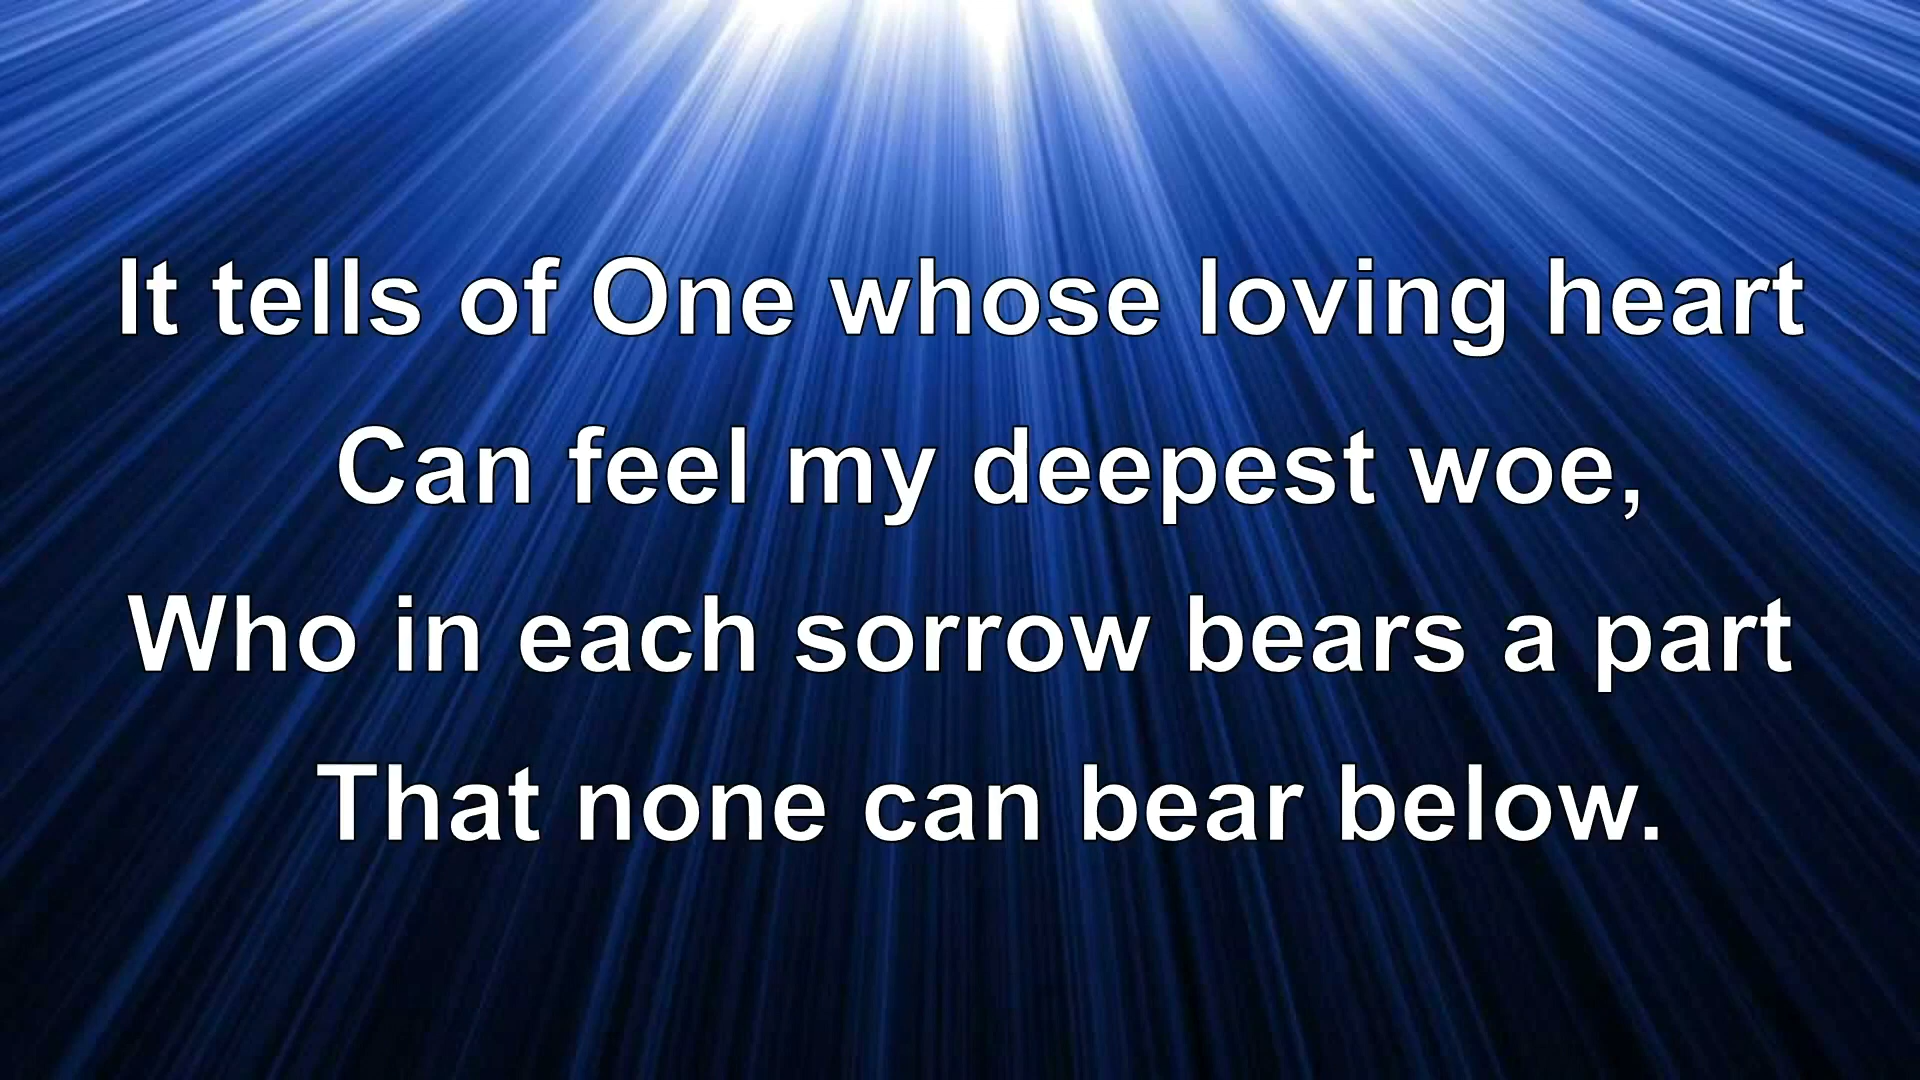 It tells of One whose loving heart
Can feel my deepest woe,
Who in each sorrow bears a part
That none can bear below.